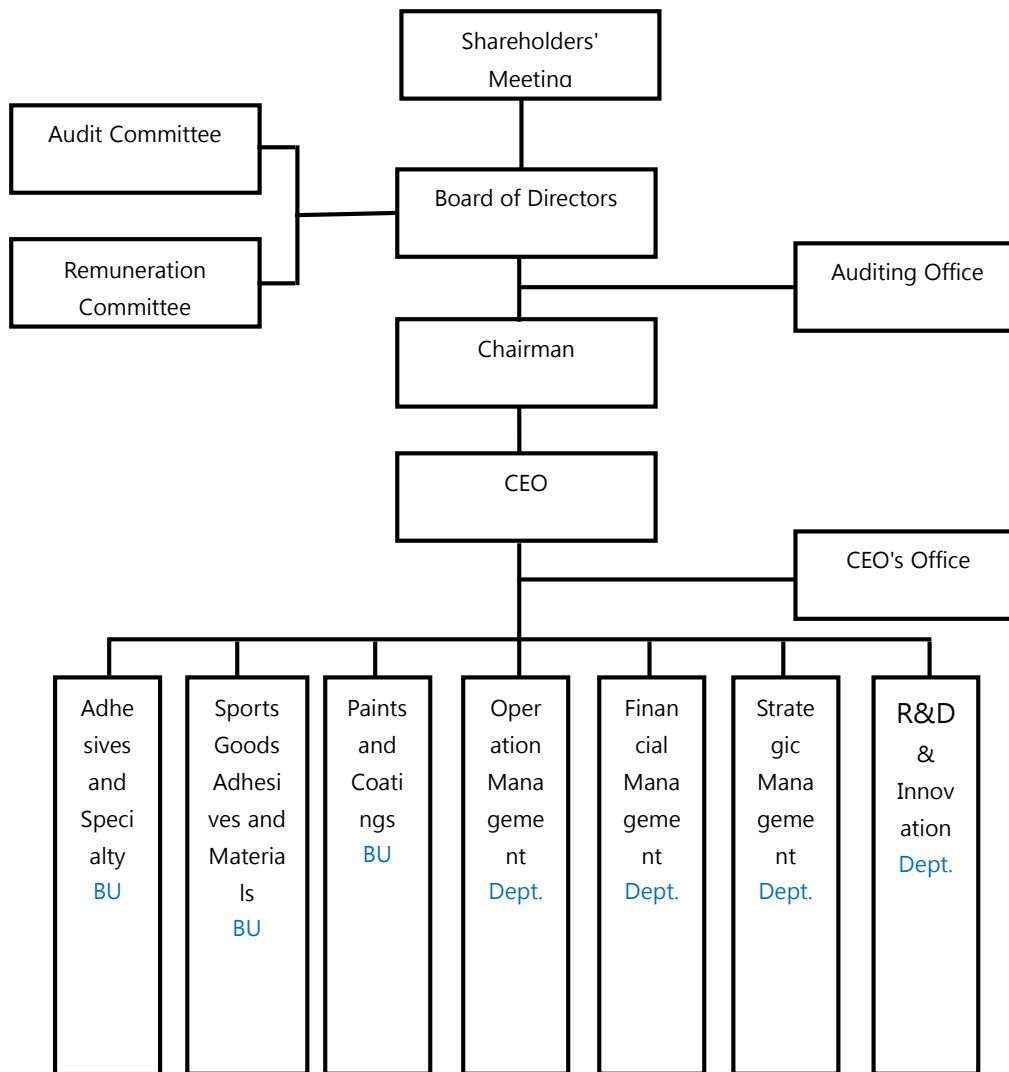 Shareholders'
Meeting
Audit Committee
Board of Directors
Remuneration
Committee
Auditing Office
Chairman
CEO
CEO's Office
Adhe
sives
and
Speci
alty
BU
Sports
Goods
Adhesi
ves and
Materia
ls
BU
Paints
and
Coati
ngs
BU
Oper
ation
Mana
geme
nt
Dept.
Finan
cial
Mana
geme
nt
Dept.
Strate
gic
Mana
geme
nt
Dept.
R&D
&
Innov
ation
Dept.